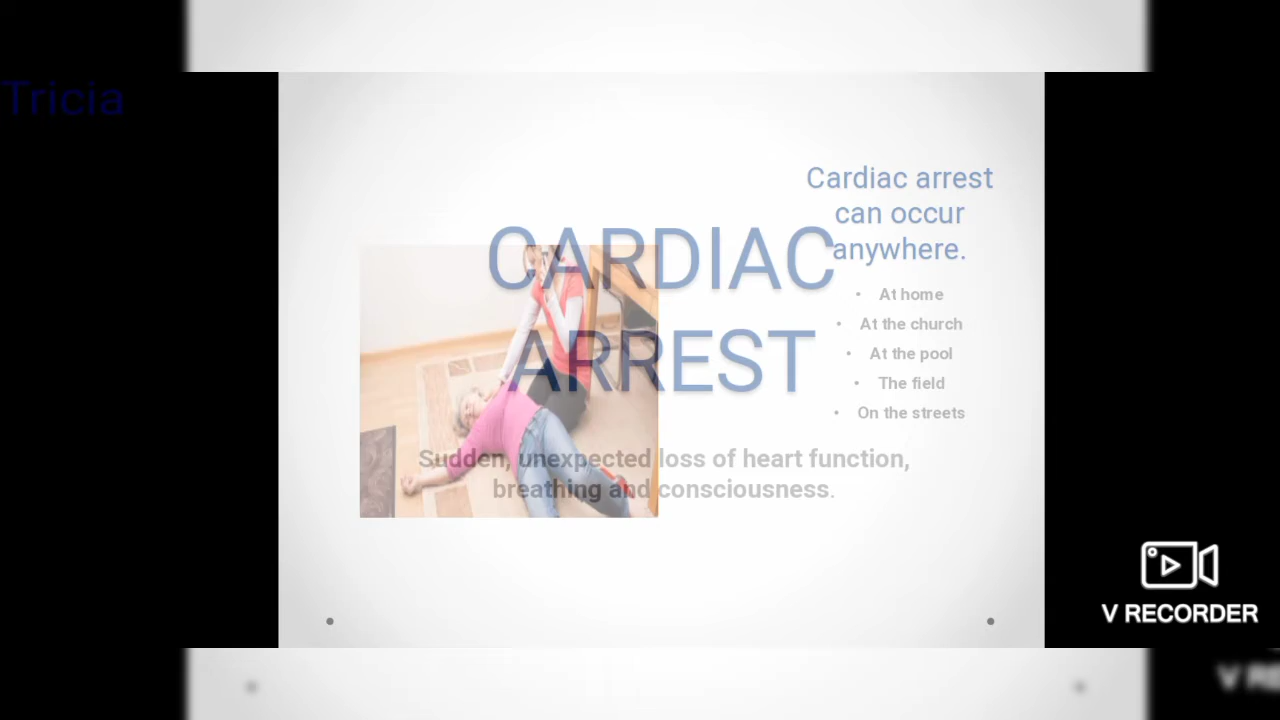 Tricia
Cardiac arrest
can occur
anywhere.
CARDIAC
ARREST
• At home
• At the church
• At the pool
• The field
• On the streets
Sudden, unexpected loss of heart function,
breathing and consciousness.
V RECORDER
V RE